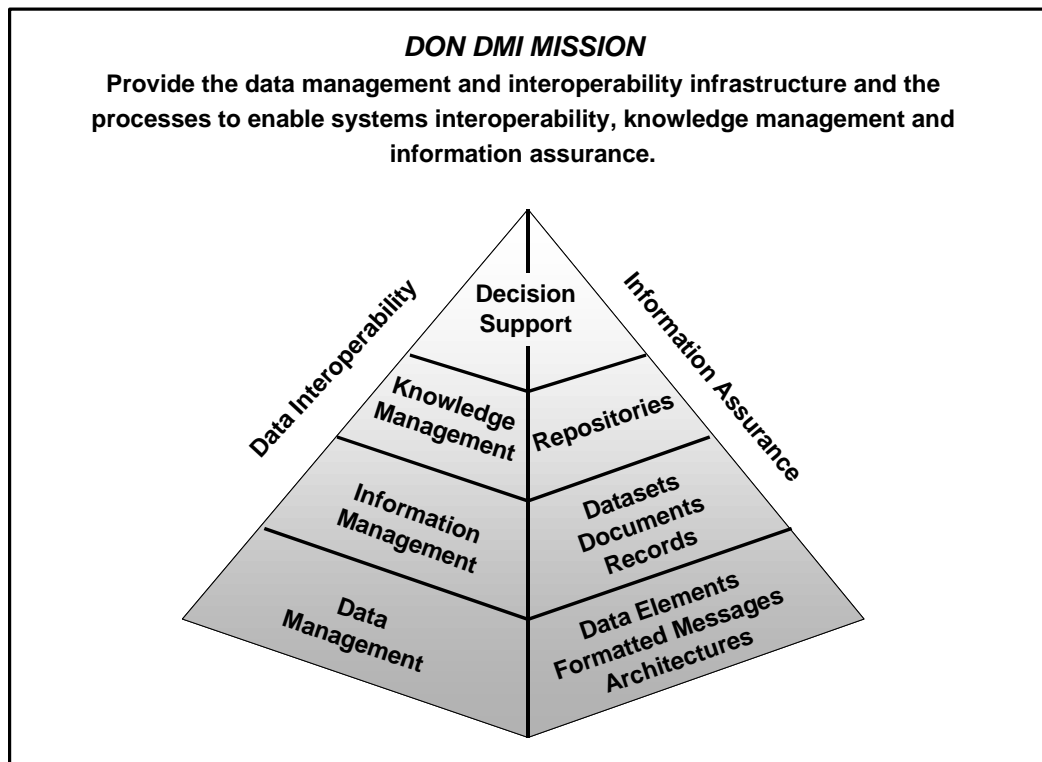 DON DMI MISSION
Provide the data management and interoperability infrastructure and the
processes to enable systems interoperability, knowledge management and
information assurance.
Decision
Support
Data Interoperability
Information Assurance
Knowledge
Management
Repositories
Information
Management
Datasets
Documents
Records
Data
Management
Data Elements
Formatted Messages
Architectures